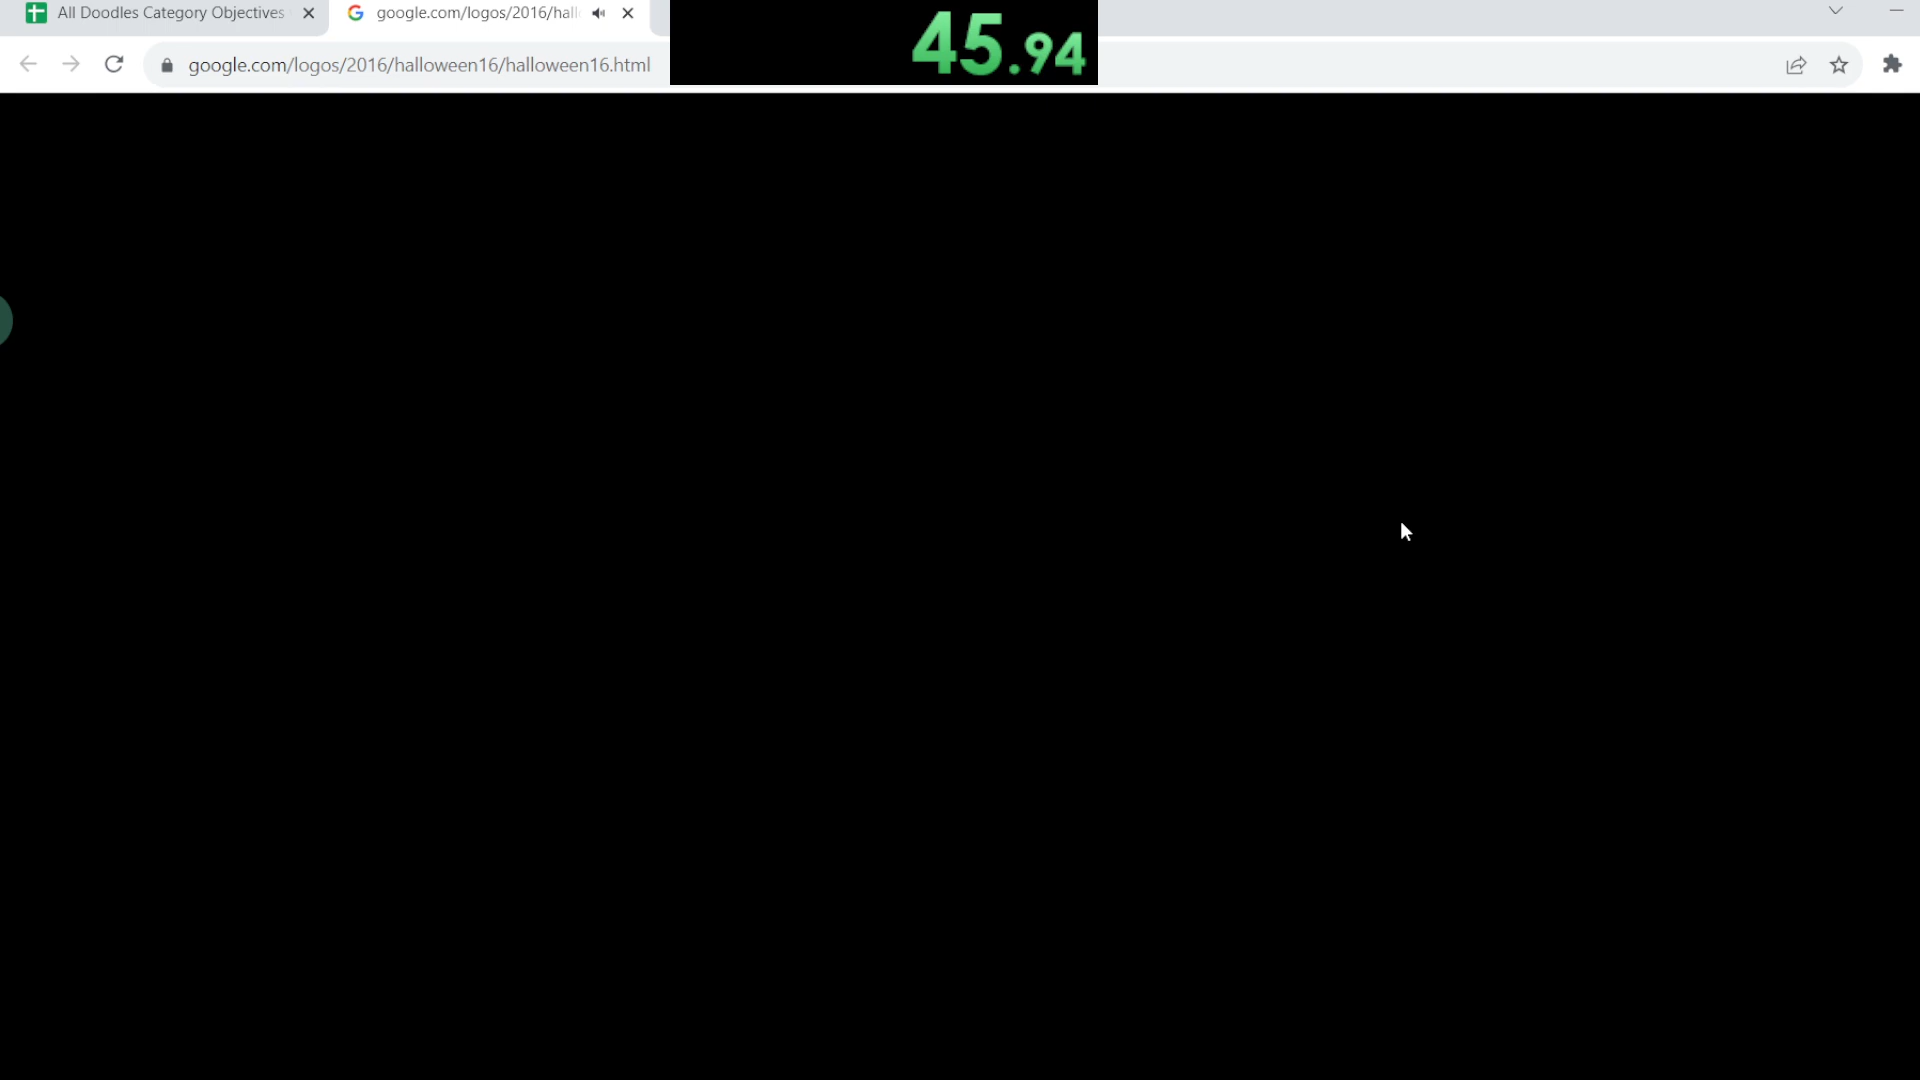 All Doodles Category Objectives
google.com/logos/2016/hall
45.94
google.com/logos/2016/halloween16/halloween16.html